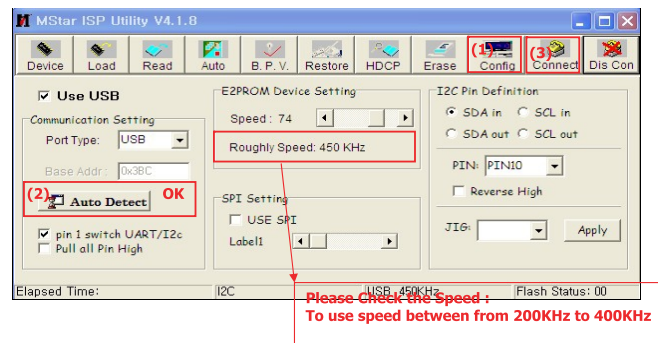 MStar ISP Utility V4.1.8
Device Load Read Auto B. P. V. Restore HDCP Erase (1) Config (3) Connect Dis Con
Use USB
Communication Setting
Port Type: USB
Base Addr: 0x3BC
(2) Auto Detect OK
pin 1 switch UART/I2c
Pull all Pin High
E2PROM Device Setting
Speed: 74
Roughly Speed: 450 KHz
SPI Setting
USE SPI
Label1
I2C Pin Definition
SDA in SCL in
SDA out SCL out
PIN: PIN10
Reverse High
JIG: Apply
Elapsed Time: I2C USB 450KHz Flash Status: 00
Please Check the Speed :
To use speed between from 200KHz to 400KHz